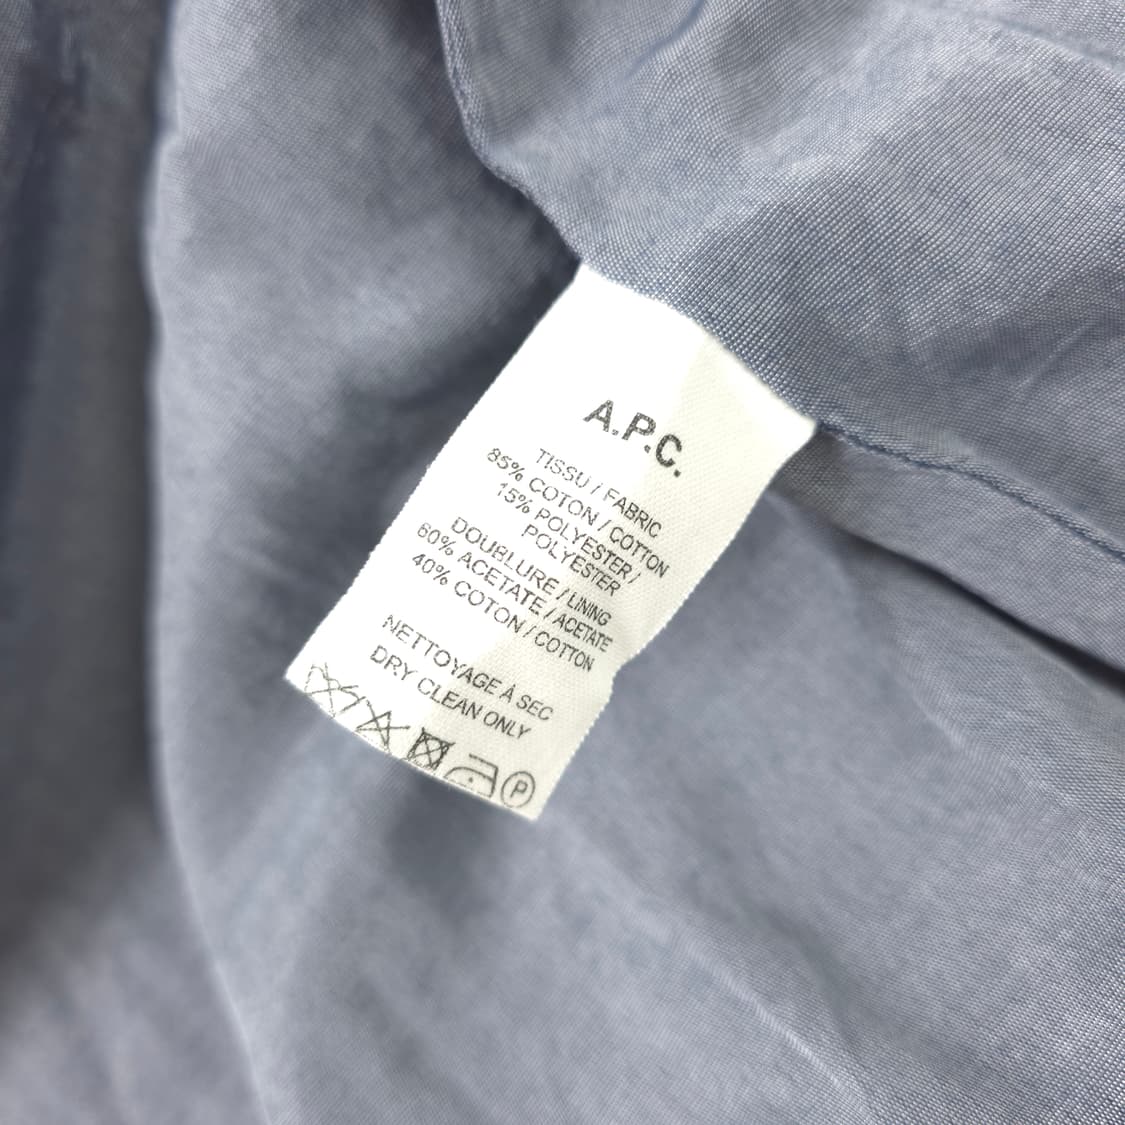 A.P.C.
TISSU / FABRIC
85% COTON / COTTON
15% POLYESTER /
POLYESTER
DOUBLURE / LINING
60% ACETATE / ACETATE
40% COTON / COTTON
NETTOYAGE À SEC
DRY CLEAN ONLY
P